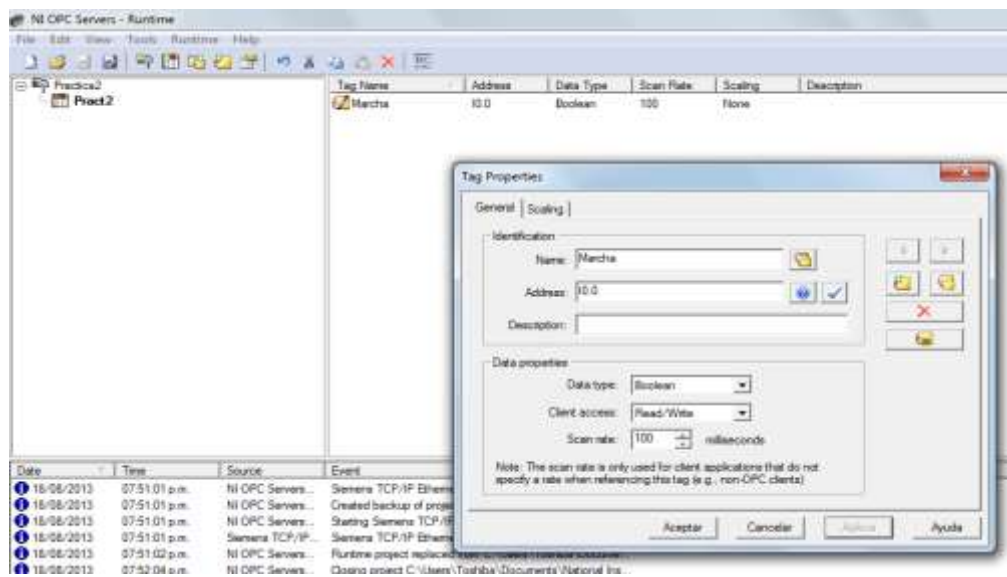 NI OPC Servers - Runtime
File Edit View Tools Runtime Help
Practica2
Pract2
Tag Name Address Data Type Scan Rate Scaling Description
Marcha I0.0 Boolean 100 None
Tag Properties
General Scaling
Identification
Name: Marcha
Address: I0.0
Description:
Data properties
Data type: Boolean
Client access: Read/Write
Scan rate: 100 milliseconds
Note: The scan rate is only used for client applications that do not
specify a rate when referencing this tag (e.g., non-OPC clients)
Aceptar Cancelar Aplicar Ayuda
Date Time Source Event
18/08/2013 07:51:01 p.m. NI OPC Servers... Siemens TCP/IP Etherne
18/08/2013 07:51:01 p.m. NI OPC Servers... Created backup of proje
18/08/2013 07:51:01 p.m. NI OPC Servers... Starting Siemens TCP/IP
18/08/2013 07:51:01 p.m. Siemens TCP/IP... Siemens TCP/IP Etherne
18/08/2013 07:51:02 p.m. NI OPC Servers... Runtime project replaced
18/08/2013 07:52:04 p.m. NI OPC Servers... Closing project C:\Users\Toshiba\Documents\National Ins...